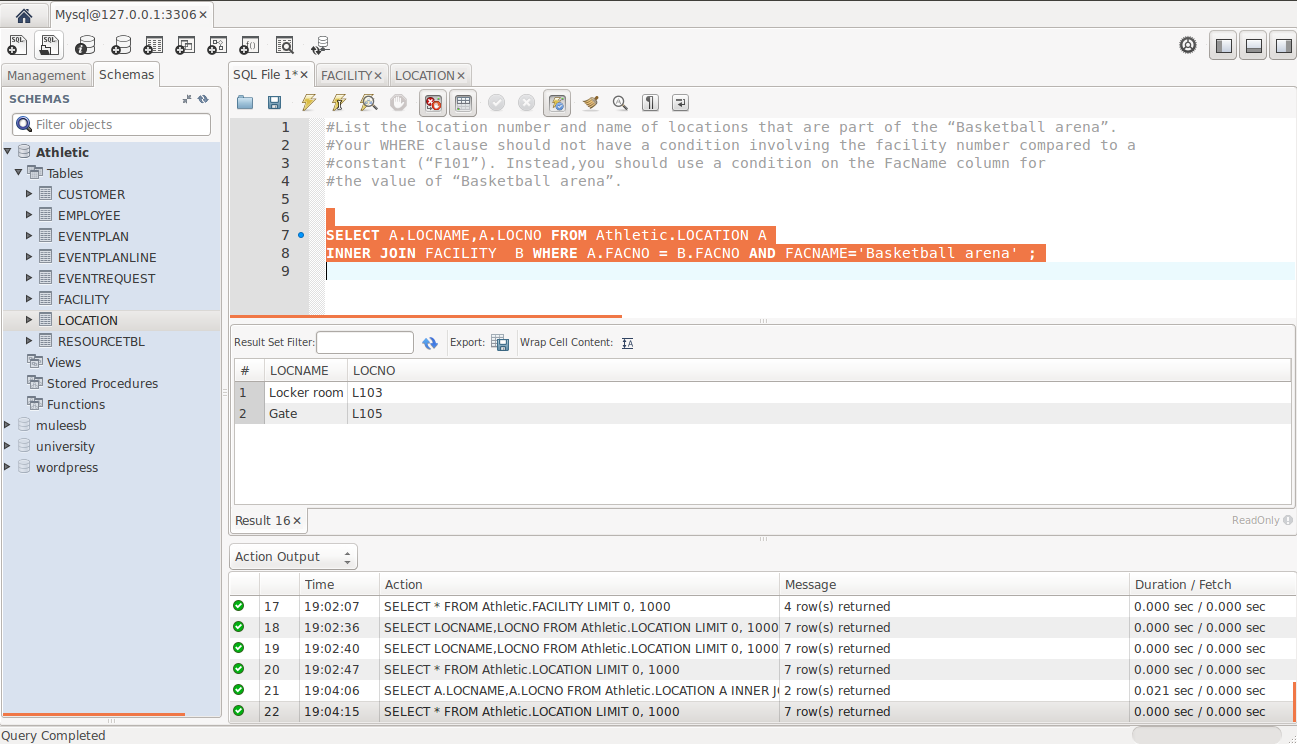 Mysql@127.0.0.1:3306 ×
Management Schemas
SCHEMAS
Filter objects
Athletic
Tables
CUSTOMER
EMPLOYEE
EVENTPLAN
EVENTPLANLINE
EVENTREQUEST
FACILITY
LOCATION
RESOURCETBL
Views
Stored Procedures
Functions
muleesb
university
wordpress
SQL File 1* × FACILITY × LOCATION ×
1 #List the location number and name of locations that are part of the “Basketball arena”.
2 #Your WHERE clause should not have a condition involving the facility number compared to a
3 #constant (“F101”). Instead,you should use a condition on the FacName column for
4 #the value of “Basketball arena”.
5
6
7 SELECT A.LOCNAME,A.LOCNO FROM Athletic.LOCATION A
8 INNER JOIN FACILITY  B WHERE A.FACNO = B.FACNO AND FACNAME='Basketball arena' ;
9
Result Set Filter: Export: Wrap Cell Content:
# LOCNAME LOCNO
1 Locker room L103
2 Gate L105
Result 16 × ReadOnly
Action Output
Time Action Message Duration / Fetch
17 19:02:07 SELECT * FROM Athletic.FACILITY LIMIT 0, 1000 4 row(s) returned 0.000 sec / 0.000 sec
18 19:02:36 SELECT LOCNAME,LOCNO FROM Athletic.LOCATION LIMIT 0, 1000 7 row(s) returned 0.000 sec / 0.000 sec
19 19:02:40 SELECT LOCNAME,LOCNO FROM Athletic.LOCATION LIMIT 0, 1000 7 row(s) returned 0.000 sec / 0.000 sec
20 19:02:47 SELECT * FROM Athletic.LOCATION LIMIT 0, 1000 7 row(s) returned 0.000 sec / 0.000 sec
21 19:04:06 SELECT A.LOCNAME,A.LOCNO FROM Athletic.LOCATION A INNER J 2 row(s) returned 0.021 sec / 0.000 sec
22 19:04:15 SELECT * FROM Athletic.LOCATION LIMIT 0, 1000 7 row(s) returned 0.000 sec / 0.000 sec
Query Completed